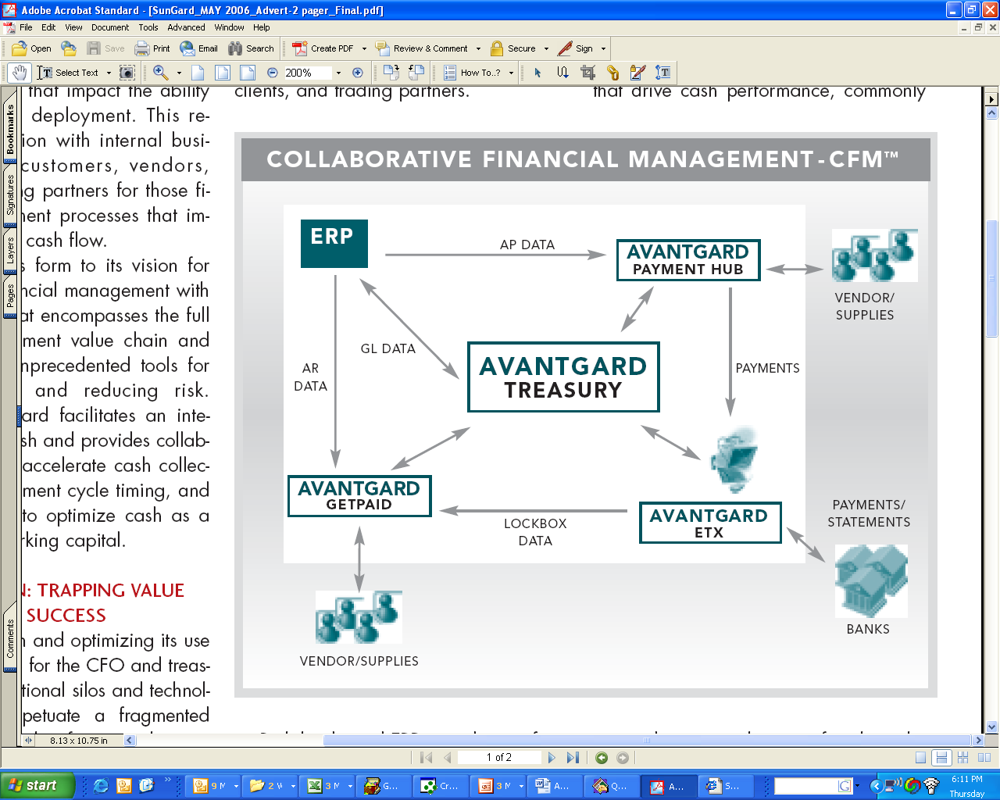 Adobe Acrobat Standard - [SunGard_MAY 2006_Advert-2 pager_Final.pdf]
File Edit View Document Tools Advanced Window Help
Open Save Print Email Search Create PDF Review & Comment Secure Sign
Select Text 200% How To..?
Bookmarks
Signatures
Layers
Pages
Comments
that impact the ability
deployment. This re-
ion with internal busi-
customers, vendors,
g partners for those fi-
ent processes that im-
cash flow.
s form to its vision for
ncial management with
at encompasses the full
ment value chain and
nprecedented tools for
and reducing risk.
ard facilitates an inte-
sh and provides collab-
accelerate cash collec-
ment cycle timing, and
to optimize cash as a
rking capital.
N: TRAPPING VALUE
SUCCESS
n and optimizing its use
for the CFO and treas-
tional silos and technol-
petuate a fragmented
clients, and trading partners.
that drive cash performance, commonly
COLLABORATIVE FINANCIAL MANAGEMENT - CFM™
ERP
AP DATA
AVANTGARD
PAYMENT HUB
VENDOR/
SUPPLIES
GL DATA
AR
DATA
AVANTGARD
TREASURY
PAYMENTS
AVANTGARD
GETPAID
LOCKBOX
DATA
AVANTGARD
ETX
PAYMENTS/
STATEMENTS
BANKS
VENDOR/SUPPLIES
8.13 x 10.75 in
1 of 2
start
9 M...
2 V...
3 M...
G...
Cr...
3 M...
A...
Q...
A...
S...
6:11 PM
Thursday